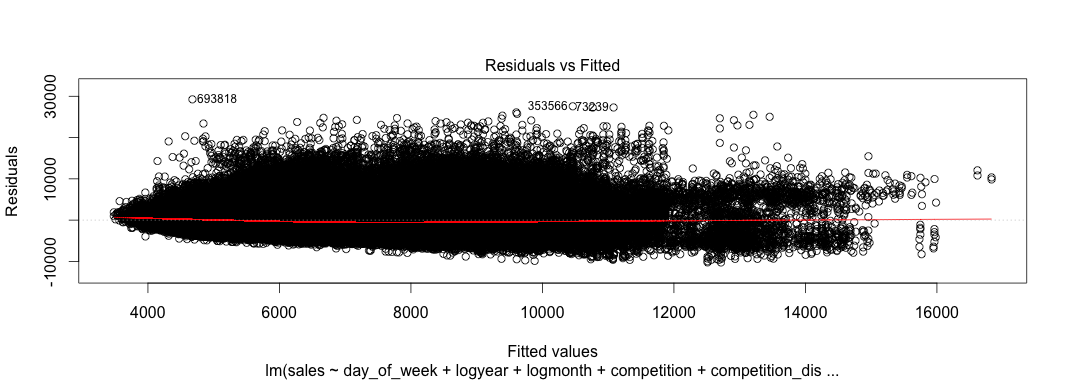 Residuals vs Fitted
Residuals
30000
10000
-10000
693818
353566
73239
4000 6000 8000 10000 12000 14000 16000
Fitted values
lm(sales ~ day_of_week + logyear + logmonth + competition + competition_dis ...